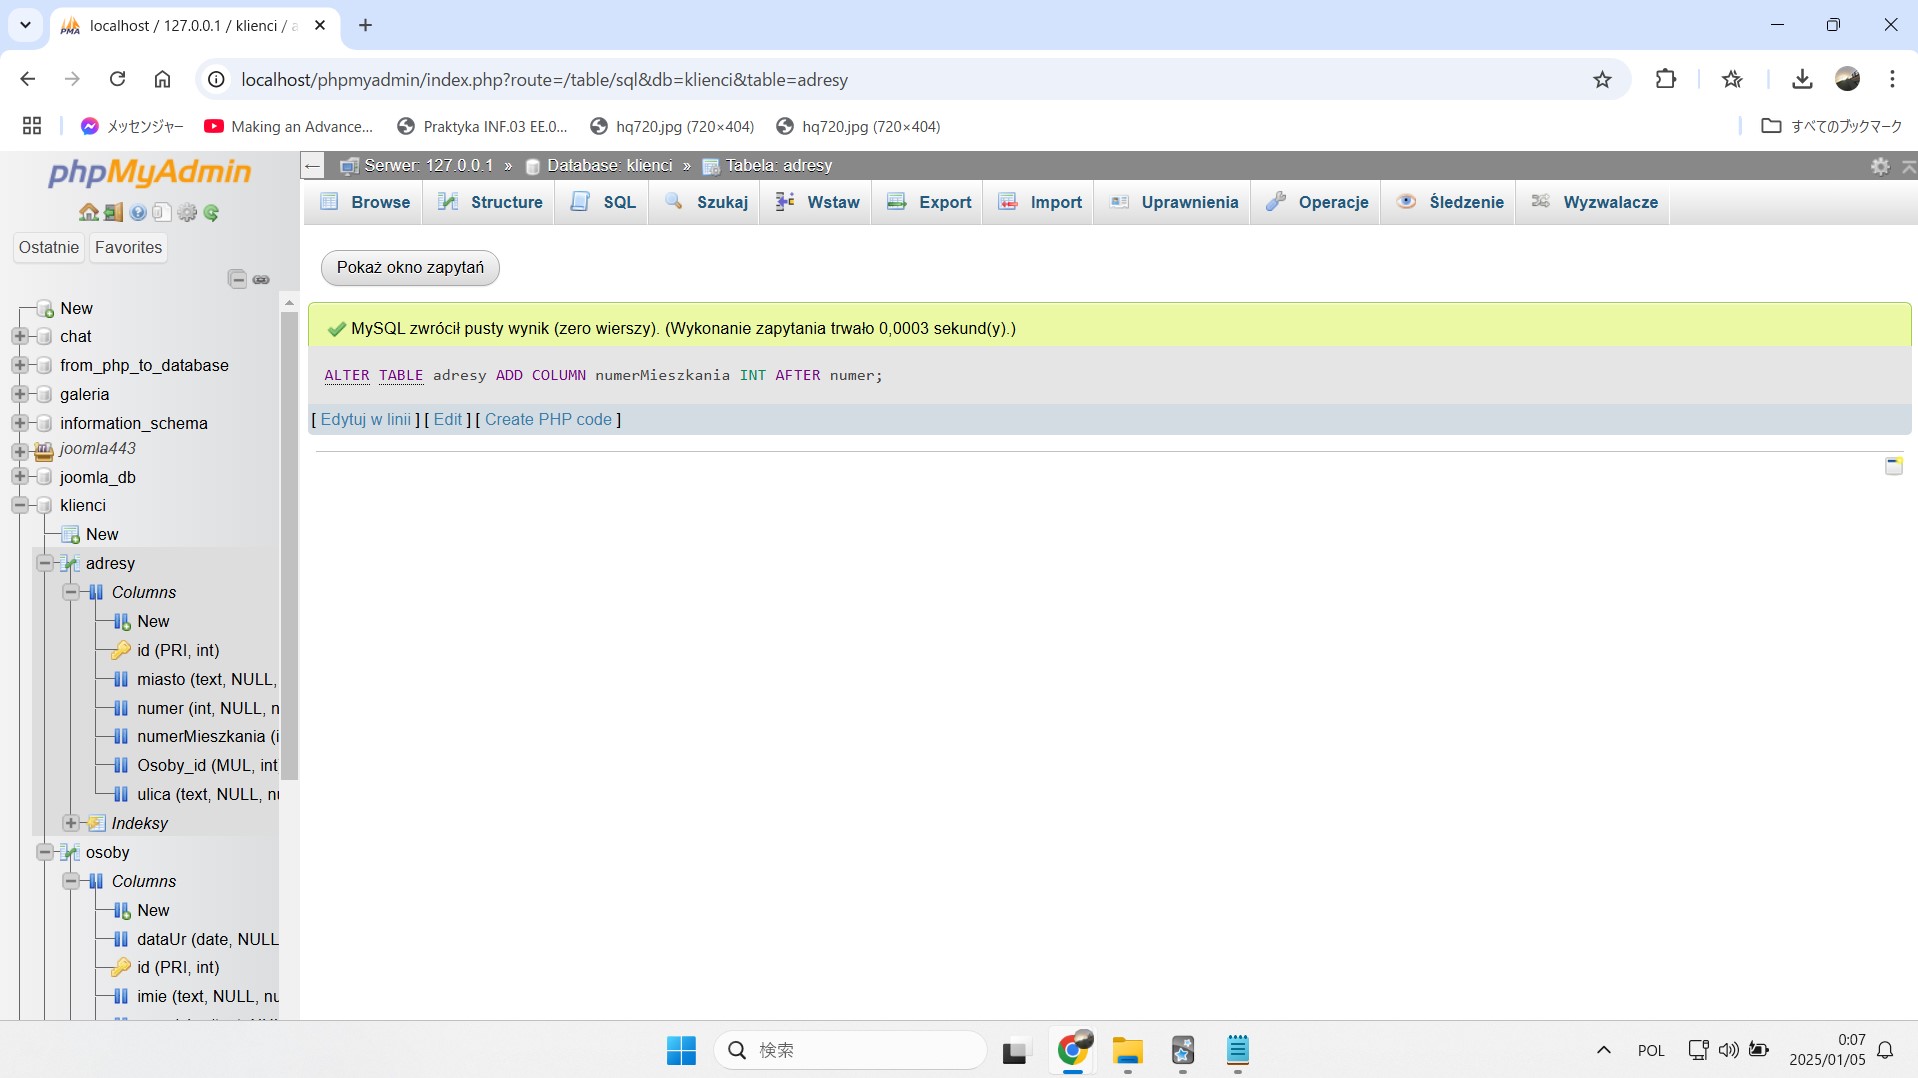 localhost / 127.0.0.1 / klienci / a
localhost/phpmyadmin/index.php?route=/table/sql&db=klienci&table=adresy
メッセンジャー
Making an Advance...
Praktyka INF.03 EE.0...
hq720.jpg (720×404)
hq720.jpg (720×404)
すべてのブックマーク
phpMyAdmin
Ostatnie
Favorites
New
chat
from_php_to_database
galeria
information_schema
joomla443
joomla_db
klienci
New
adresy
Columns
New
id (PRI, int)
miasto (text, NULL,
numer (int, NULL, n
numerMieszkania (i
Osoby_id (MUL, int
ulica (text, NULL, nu
Indeksy
osoby
Columns
New
dataUr (date, NULL
id (PRI, int)
imie (text, NULL, nu
Serwer: 127.0.0.1 » Database: klienci » Tabela: adresy
Browse
Structure
SQL
Szukaj
Wstaw
Export
Import
Uprawnienia
Operacje
Śledzenie
Wyzwalacze
Pokaż okno zapytań
MySQL zwrócił pusty wynik (zero wierszy). (Wykonanie zapytania trwało 0,0003 sekund(y).)
ALTER TABLE adresy ADD COLUMN numerMieszkania INT AFTER numer;
[ Edytuj w linii ] [ Edit ] [ Create PHP code ]
検索
POL
0:07
2025/01/05